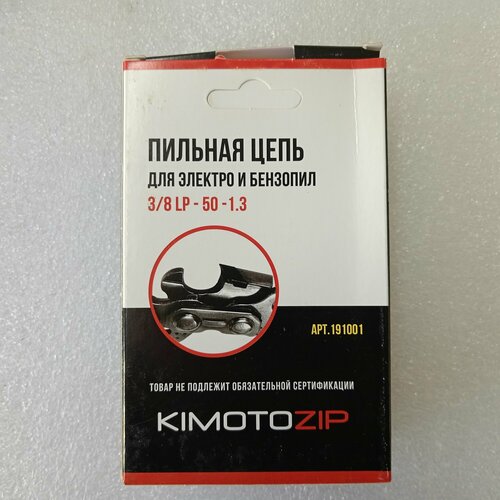 ПИЛЬНАЯ ЦЕПЬ
ДЛЯ ЭЛЕКТРО И БЕНЗОПИЛ
3/8 LP - 50 -1.3
АРТ.191001
ТОВАР НЕ ПОДЛЕЖИТ ОБЯЗАТЕЛЬНОЙ СЕРТИФИКАЦИИ
KIMOTOZIP